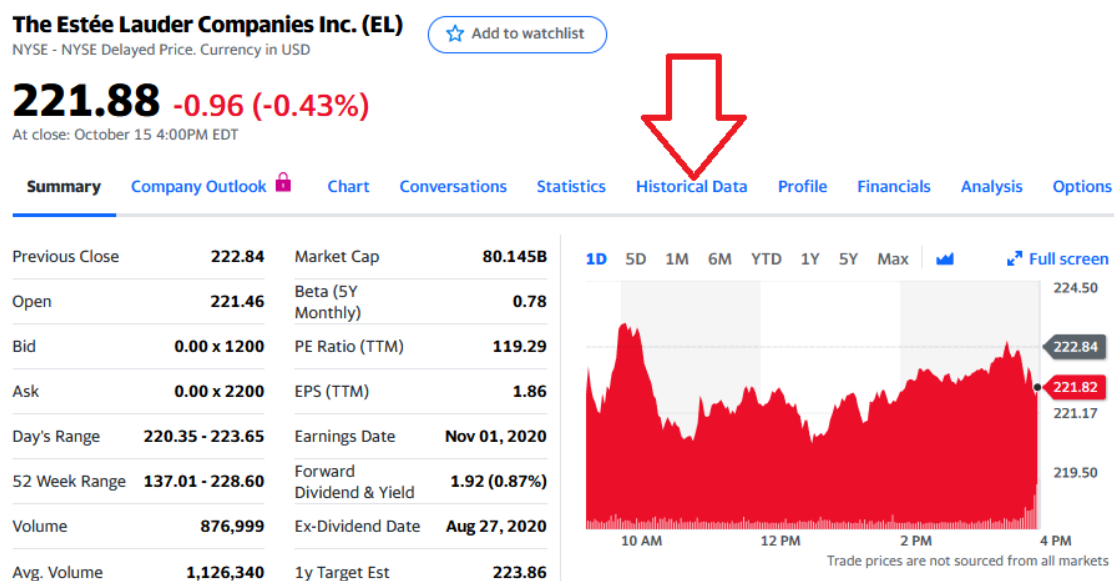 The Estée Lauder Companies Inc. (EL)
Add to watchlist
NYSE - NYSE Delayed Price. Currency in USD
221.88 -0.96 (-0.43%)
At close: October 15 4:00PM EDT
Summary Company Outlook Chart Conversations Statistics Historical Data Profile Financials Analysis Options
Previous Close 222.84
Open 221.46
Bid 0.00 x 1200
Ask 0.00 x 2200
Day's Range 220.35 - 223.65
52 Week Range 137.01 - 228.60
Volume 876,999
Avg. Volume 1,126,340
Market Cap 80.145B
Beta (5Y
Monthly) 0.78
PE Ratio (TTM) 119.29
EPS (TTM) 1.86
Earnings Date Nov 01, 2020
Forward
Dividend & Yield 1.92 (0.87%)
Ex-Dividend Date Aug 27, 2020
1y Target Est 223.86
1D 5D 1M 6M YTD 1Y 5Y Max Full screen
224.50
222.84
221.82
221.17
219.50
10 AM 12 PM 2 PM 4 PM
Trade prices are not sourced from all markets